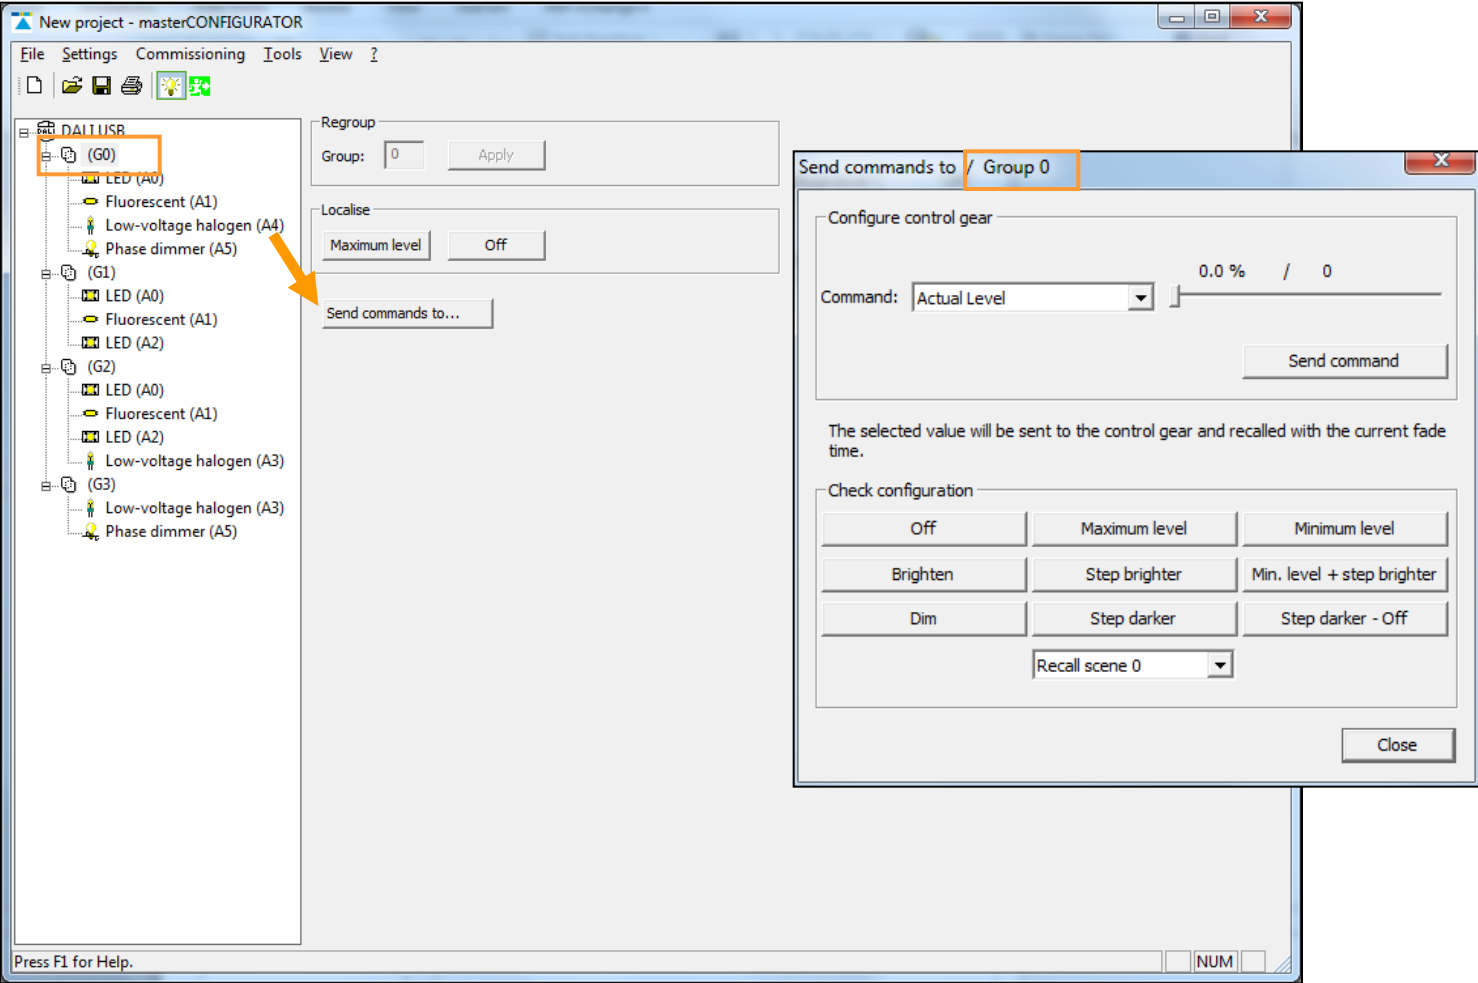 New project - masterCONFIGURATOR
File Settings Commissioning Tools View ?
DALI USB
(G0)
LED (A0)
Fluorescent (A1)
Low-voltage halogen (A4)
Phase dimmer (A5)
(G1)
LED (A0)
Fluorescent (A1)
LED (A2)
(G2)
LED (A0)
Fluorescent (A1)
LED (A2)
Low-voltage halogen (A3)
(G3)
Low-voltage halogen (A3)
Phase dimmer (A5)
Regroup
Group: 0 Apply
Localise
Maximum level Off
Send commands to...
Send commands to / Group 0
Configure control gear
0.0 % / 0
Command: Actual Level
Send command
The selected value will be sent to the control gear and recalled with the current fade
time.
Check configuration
Off Maximum level Minimum level
Brighten Step brighter Min. level + step brighter
Dim Step darker Step darker - Off
Recall scene 0
Close
Press F1 for Help. NUM